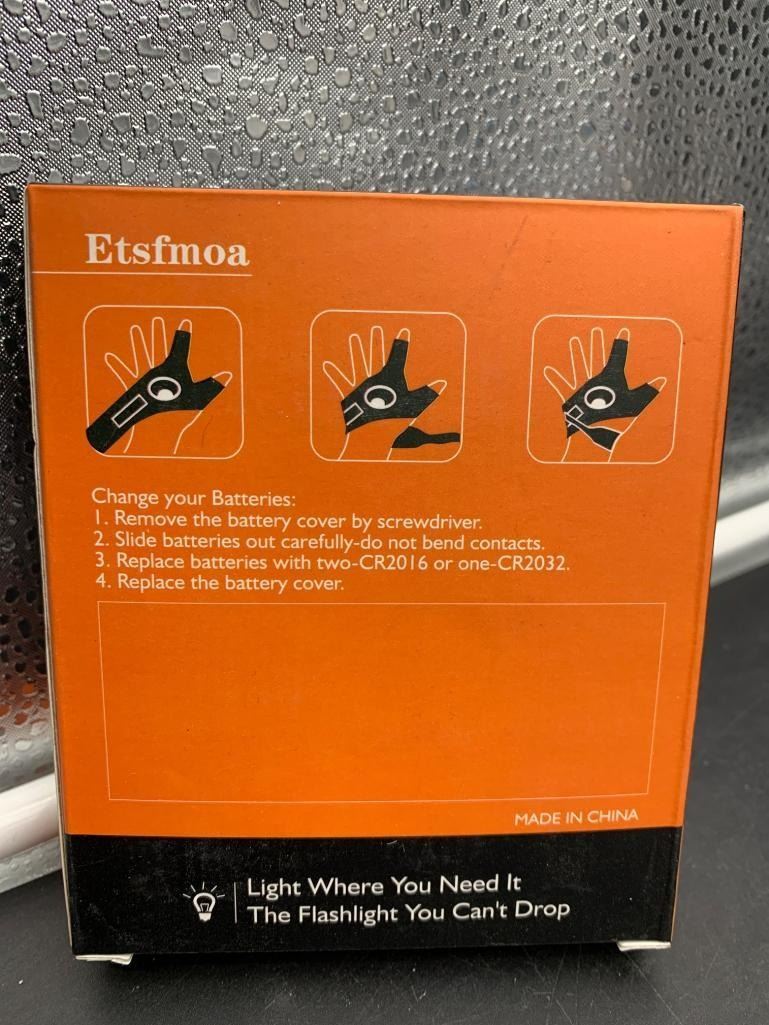 Etsfmoa
Change your Batteries:
1. Remove the battery cover by screwdriver.
2. Slide batteries out carefully-do not bend contacts.
3. Replace batteries with two-CR2016 or one-CR2032.
4. Replace the battery cover.
MADE IN CHINA
Light Where You Need It
The Flashlight You Can't Drop